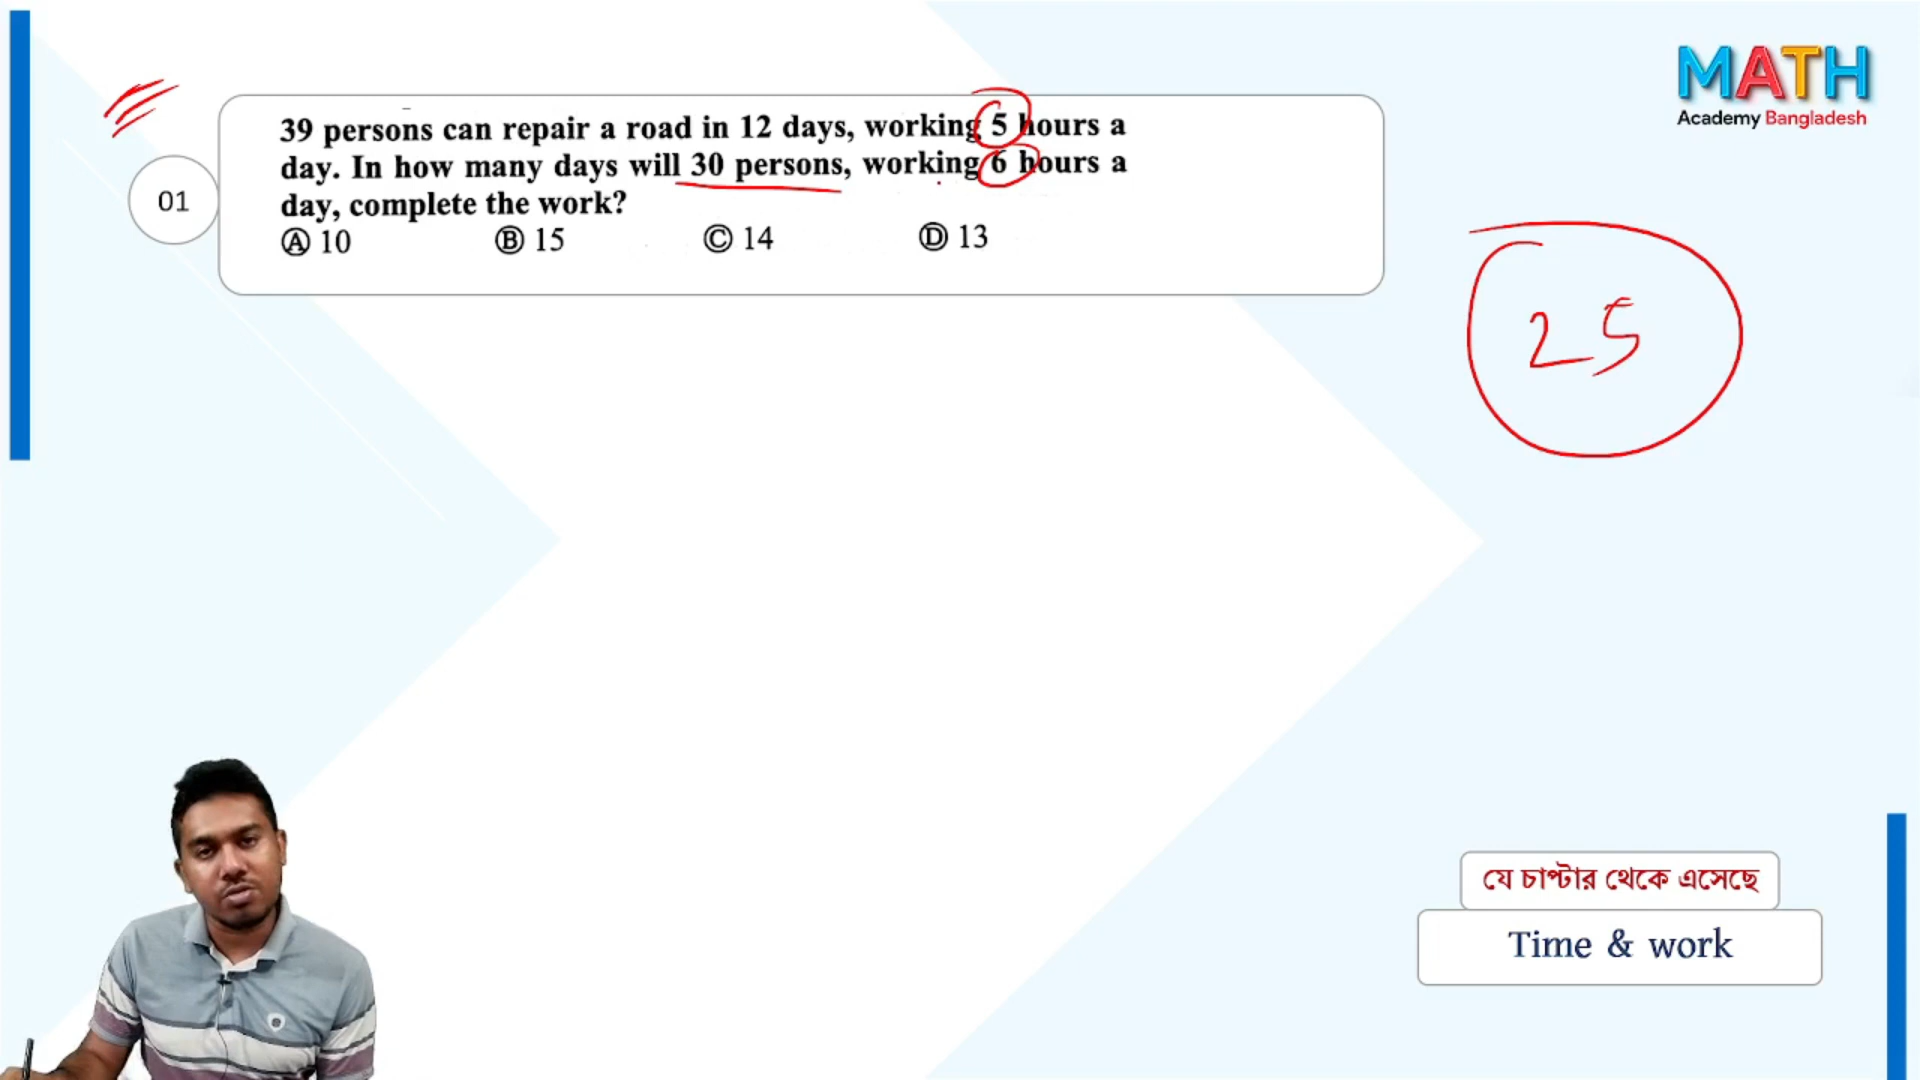 MATH
Academy Bangladesh
01
39 persons can repair a road in 12 days, working 5 hours a
day. In how many days will 30 persons, working 6 hours a
day, complete the work?
Ⓐ 10 Ⓑ 15 Ⓒ 14 Ⓓ 13
25
যে চাপ্টার থেকে এসেছে
Time & work